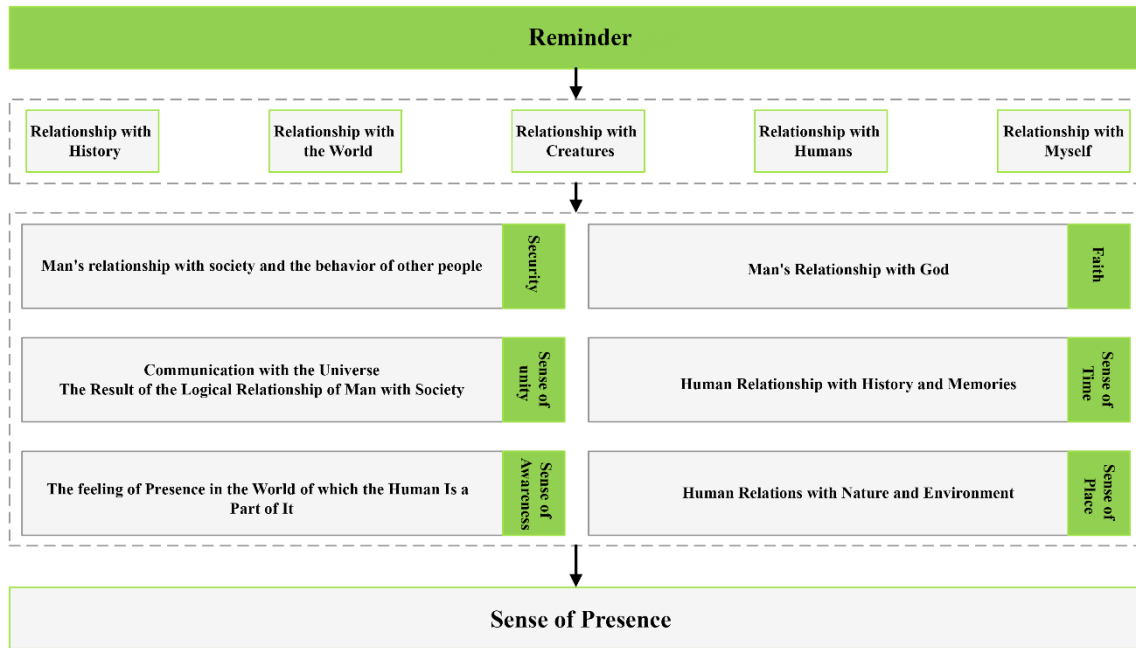 Reminder
Relationship with
History
Relationship with
the World
Relationship with
Creatures
Relationship with
Humans
Relationship with
Myself
Man's relationship with society and the behavior of other people
Security
Man's Relationship with God
Faith
Communication with the Universe
The Result of the Logical Relationship of Man with Society
Sense of
unity
Human Relationship with History and Memories
Sense of
Time
The feeling of Presence in the World of which the Human Is a
Part of It
Sense of
Awareness
Human Relations with Nature and Environment
Sense of
Place
Sense of Presence